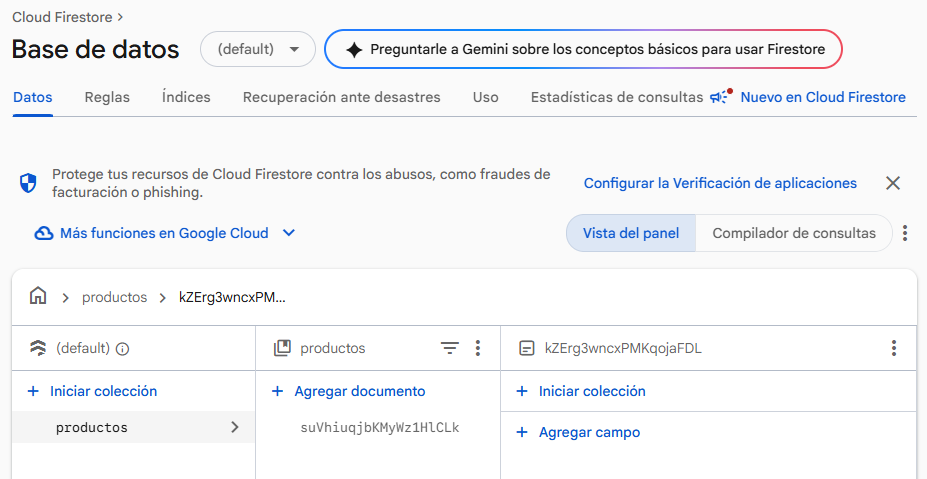 Cloud Firestore
Base de datos
(default)
Preguntarle a Gemini sobre los conceptos básicos para usar Firestore
Datos
Reglas
Índices
Recuperación ante desastres
Uso
Estadísticas de consultas
Nuevo en Cloud Firestore
Protege tus recursos de Cloud Firestore contra los abusos, como fraudes de
facturación o phishing.
Configurar la Verificación de aplicaciones
Más funciones en Google Cloud
Vista del panel
Compilador de consultas
productos
kZErg3wncxPM...
(default)
productos
kZErg3wncxPMKqojaFDL
Iniciar colección
Agregar documento
Iniciar colección
productos
suVhiuqjbKMyWz1HlCLk
Agregar campo